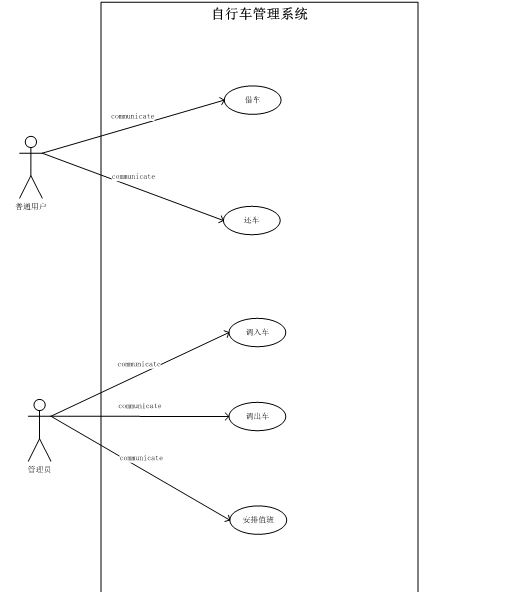 自行车管理系统
借车
communicate
communicate
普通用户
还车
调入车
communicate
communicate
调出车
communicate
管理员
安排值班